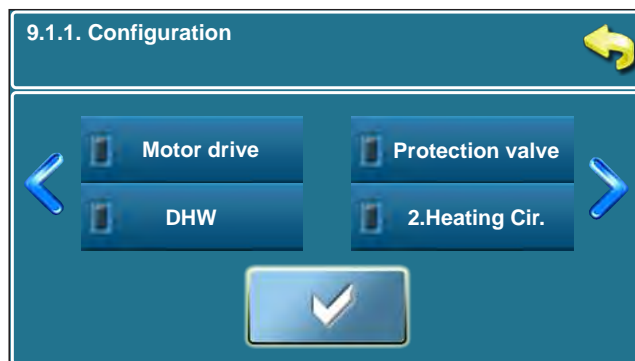 9.1.1. Configuration
Motor drive
Protection valve
DHW
2.Heating Cir.